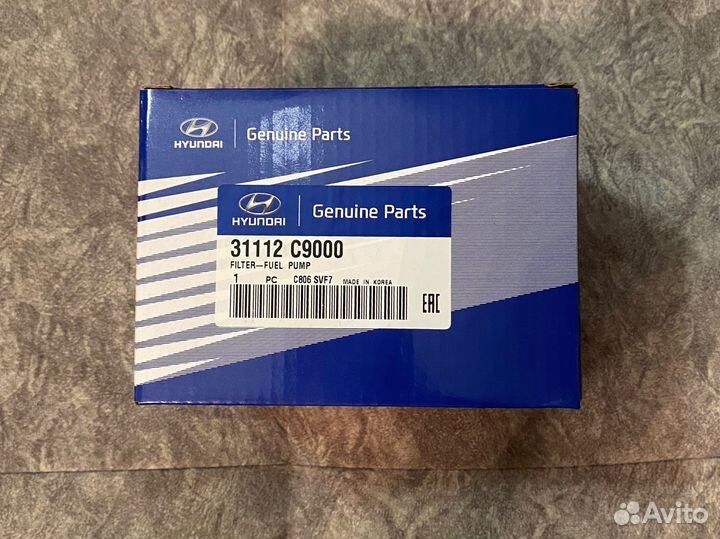 HYUNDAI
Genuine Parts
HYUNDAI
Genuine Parts
31112 C9000
FILTER-FUEL PUMP
1 PC C806 SVF7 MADE IN KOREA
EAC
Avito